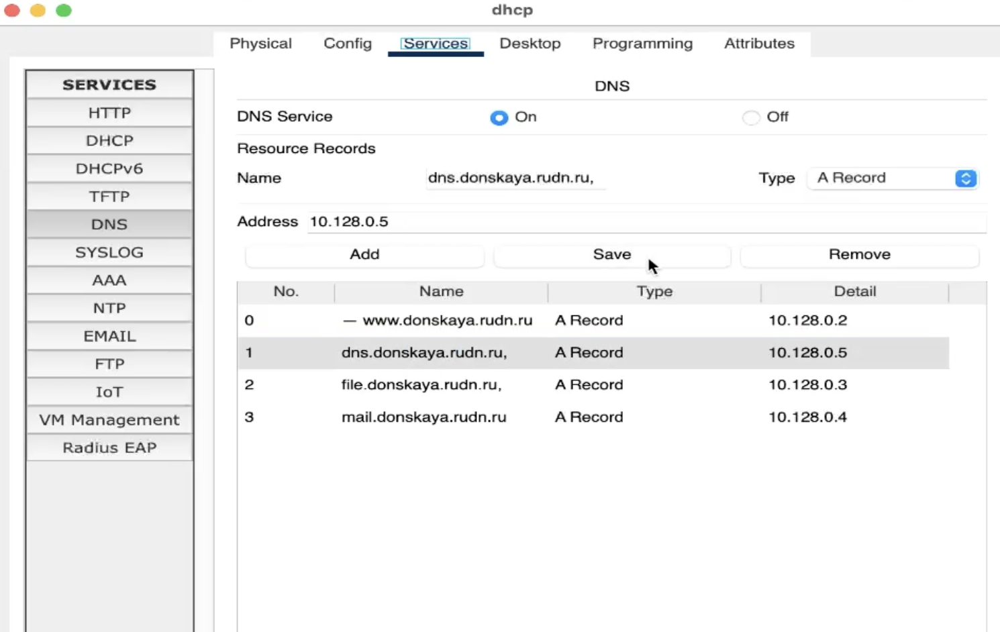 dhcp
Physical Config Services Desktop Programming Attributes
SERVICES
HTTP
DHCP
DHCPv6
TFTP
DNS
SYSLOG
AAA
NTP
EMAIL
FTP
IoT
VM Management
Radius EAP
DNS
DNS Service On Off
Resource Records
Name dns.donskaya.rudn.ru, Type A Record
Address 10.128.0.5
Add Save Remove
No. Name Type Detail
0 — www.donskaya.rudn.ru A Record 10.128.0.2
1 dns.donskaya.rudn.ru, A Record 10.128.0.5
2 file.donskaya.rudn.ru, A Record 10.128.0.3
3 mail.donskaya.rudn.ru A Record 10.128.0.4